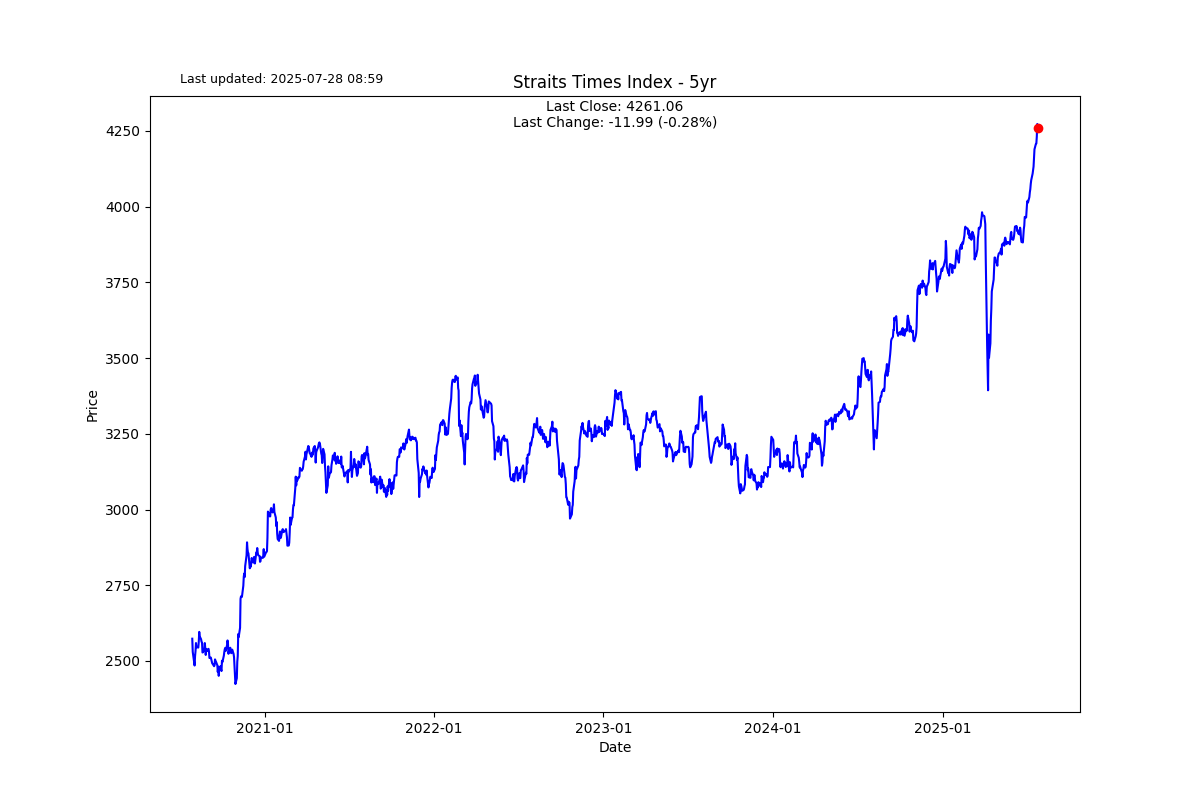 Last updated: 2025-07-28 08:59
Straits Times Index - 5yr
Last Close: 4261.06
Last Change: -11.99 (-0.28%)
4250
4000
3750
3500
3250
3000
2750
2500
Price
2021-01
2022-01
2023-01
2024-01
2025-01
Date